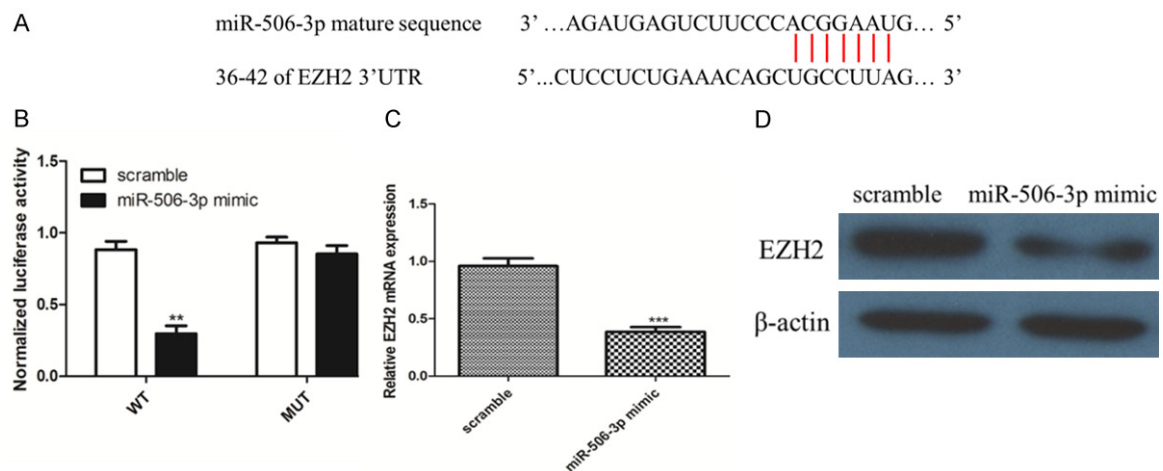 A
miR-506-3p mature sequence 3’ …AGAUGAGUCUUCCCACGGAAUG… 5’
36-42 of EZH2 3’UTR 5’...CUCCUCUGAAACAGCUGCCUUAG… 3’
B
Normalized luciferase activity
1.5
1.0
0.5
0.0
scramble
miR-506-3p mimic
**
WT
MUT
C
Relative EZH2 mRNA expression
1.5
1.0
0.5
0.0
***
scramble
miR-506-3p mimic
D
scramble miR-506-3p mimic
EZH2
β-actin